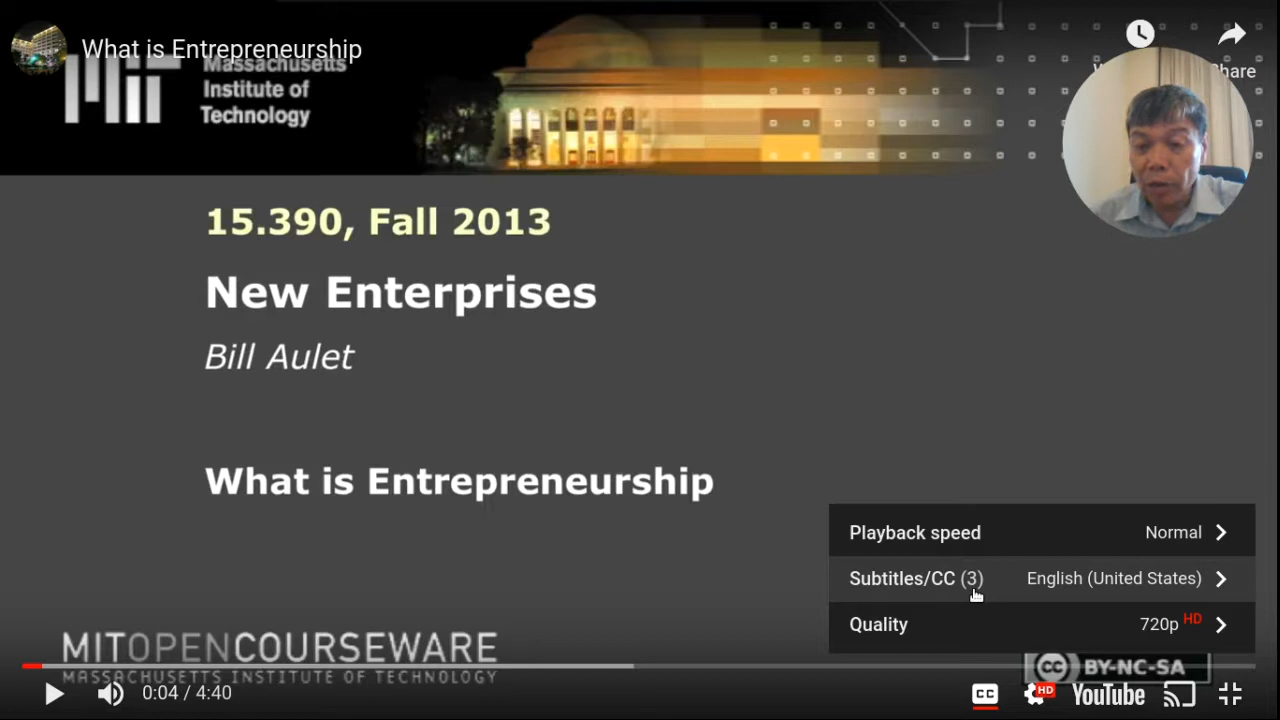 What is Entrepreneurship
MIT
Massachusetts
Institute of
Technology
Share
15.390, Fall 2013
New Enterprises
Bill Aulet
What is Entrepreneurship
Playback speed Normal
Subtitles/CC (3) English (United States)
Quality 720p HD
MITOPENCOURSEWARE
MASSACHUSETTS INSTITUTE OF TECHNOLOGY
CC BY-NC-SA
0:04 / 4:40
CC HD YouTube